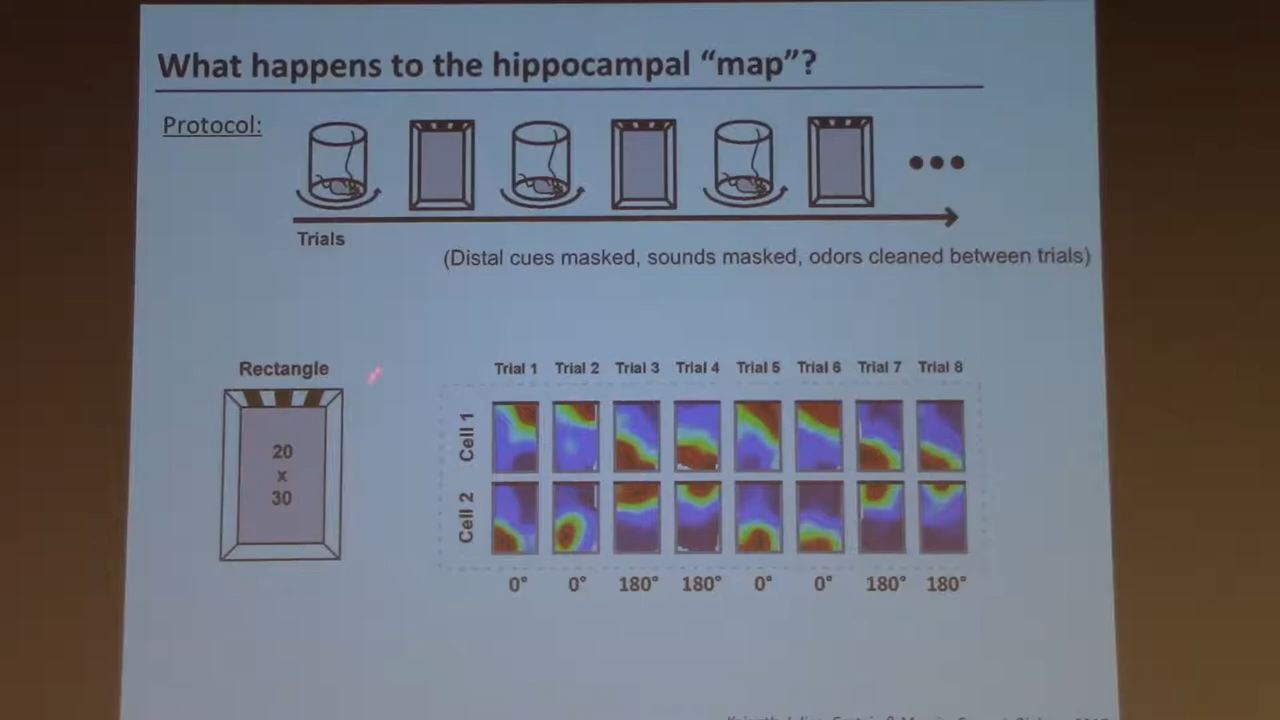 What happens to the hippocampal “map”?
Protocol:
Trials
(Distal cues masked, sounds masked, odors cleaned between trials)
Rectangle
20
x
30
Trial 1 Trial 2 Trial 3 Trial 4 Trial 5 Trial 6 Trial 7 Trial 8
Cell 1
Cell 2
0° 0° 180° 180° 0° 0° 180° 180°